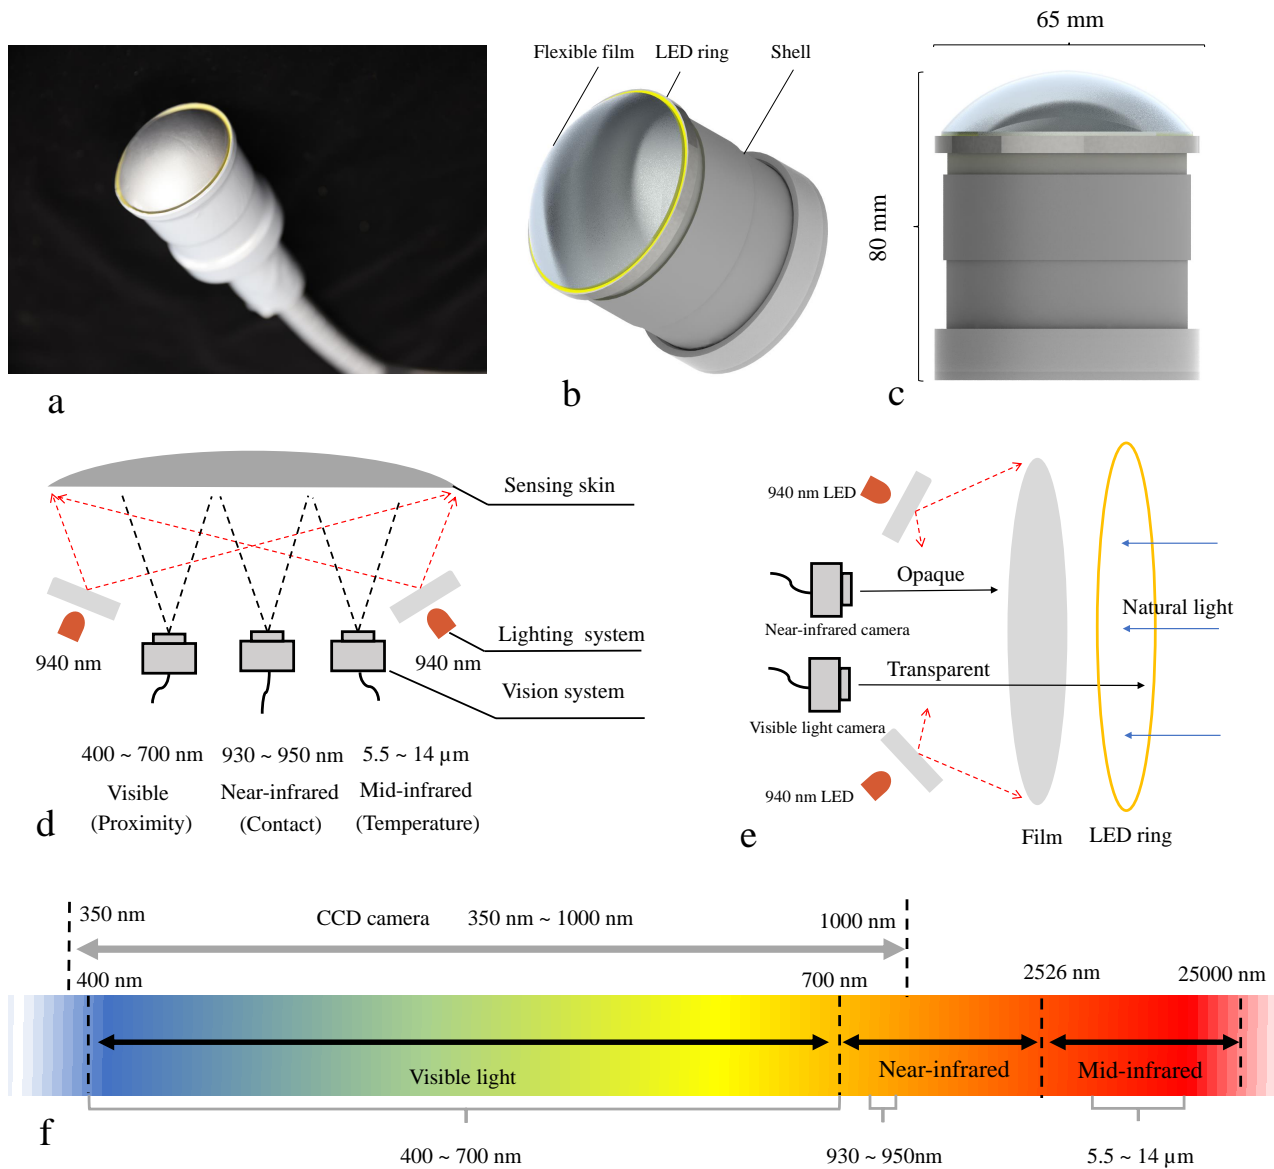 65 mm
Flexible film
LED ring
Shell
80 mm
a
b
c
Sensing skin
940 nm
Lighting system
940 nm
Vision system
400 ~ 700 nm
930 ~ 950 nm
5.5 ~ 14 µm
Visible
(Proximity)
Near-infrared
(Contact)
Mid-infrared
(Temperature)
d
940 nm LED
Opaque
Near-infrared camera
Natural light
Transparent
Visible light camera
940 nm LED
Film
LED ring
e
350 nm
CCD camera 350 nm ~ 1000 nm
1000 nm
400 nm
700 nm
2526 nm
25000 nm
Visible light
Near-infrared
Mid-infrared
f
400 ~ 700 nm
930 ~ 950nm
5.5 ~ 14 µm